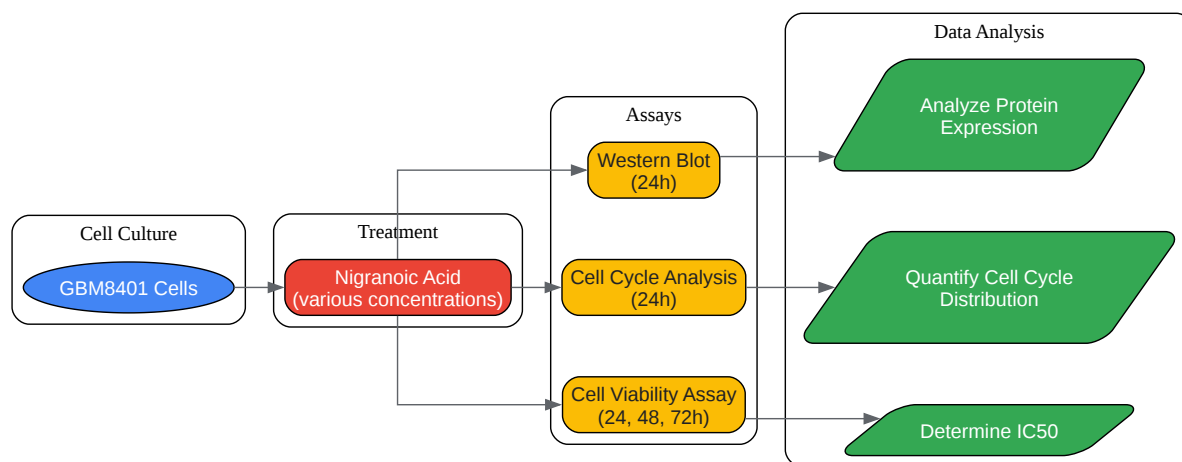 Cell Culture
GBM8401 Cells
Treatment
Nigranoic Acid
(various concentrations)
Assays
Western Blot
(24h)
Cell Cycle Analysis
(24h)
Cell Viability Assay
(24, 48, 72h)
Data Analysis
Analyze Protein
Expression
Quantify Cell Cycle
Distribution
Determine IC50